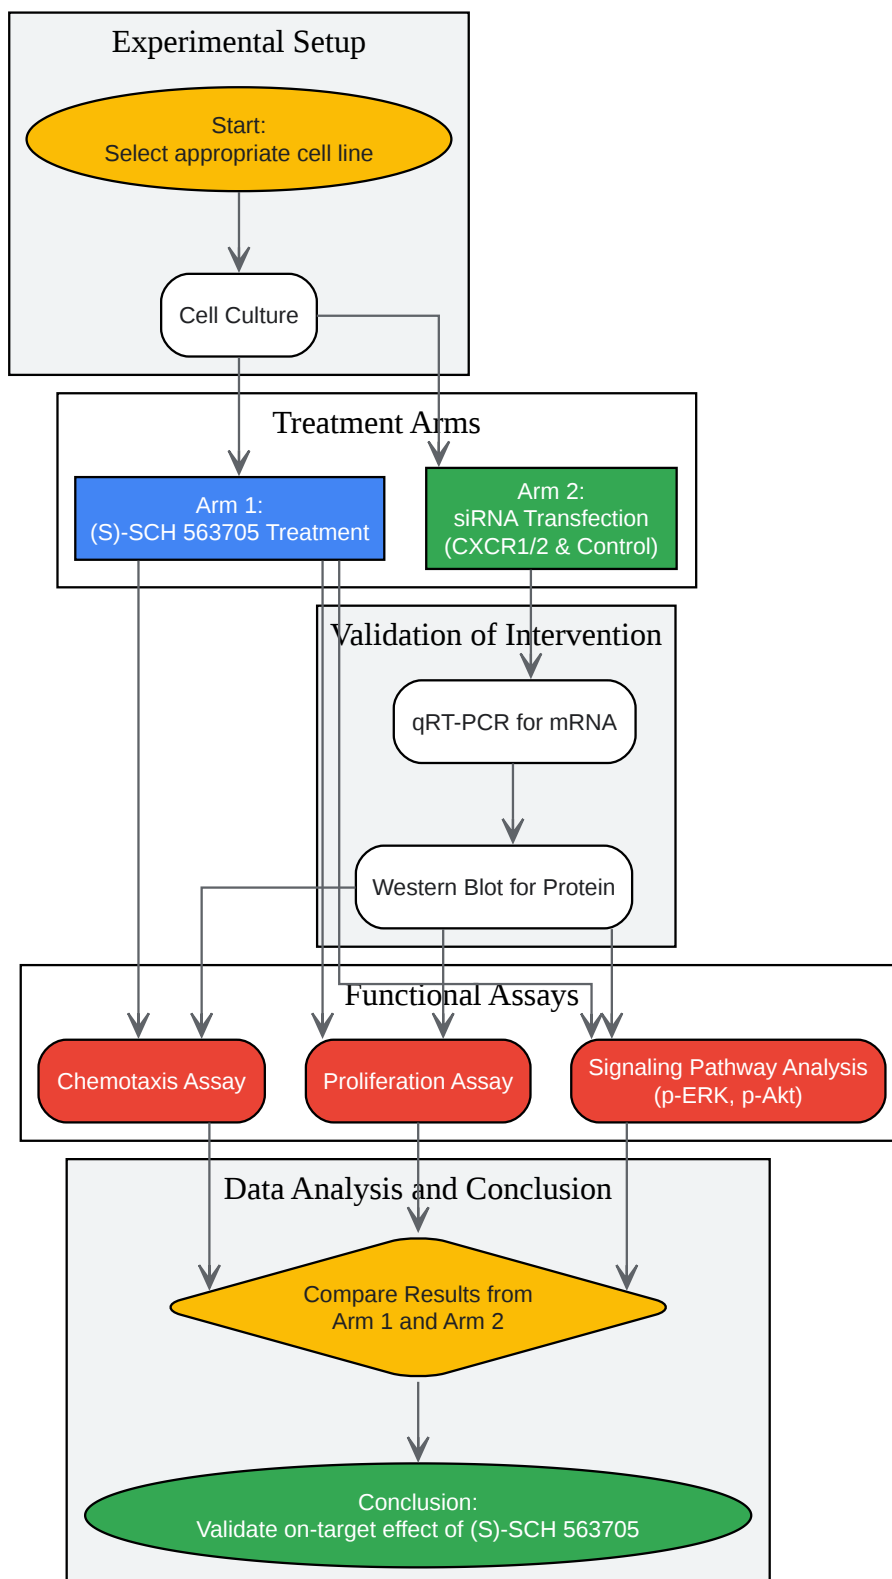 Experimental Setup
Start:
Select appropriate cell line
Cell Culture
Treatment Arms
Arm 1:
(S)-SCH 563705 Treatment
Arm 2:
siRNA Transfection
(CXCR1/2 & Control)
Validation of Intervention
qRT-PCR for mRNA
Western Blot for Protein
Functional Assays
Chemotaxis Assay
Proliferation Assay
Signaling Pathway Analysis
(p-ERK, p-Akt)
Data Analysis and Conclusion
Compare Results from
Arm 1 and Arm 2
Conclusion:
Validate on-target effect of (S)-SCH 563705